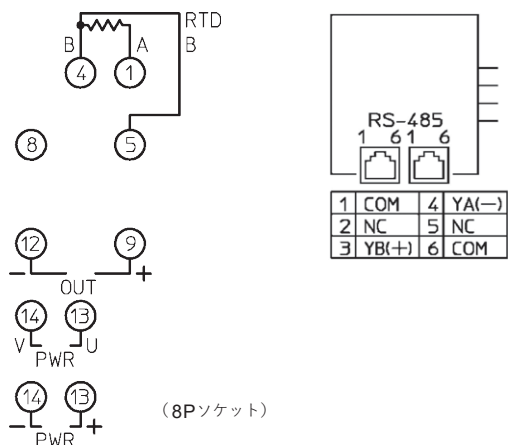 RTD
B A B
4 1
8 5
12 9
− OUT +
14 13
V PWR U
14 13
− PWR +
(8Pソケット)
RS-485
1 6 1 6
1 COM 4 YA(−)
2 NC 5 NC
3 YB(+) 6 COM